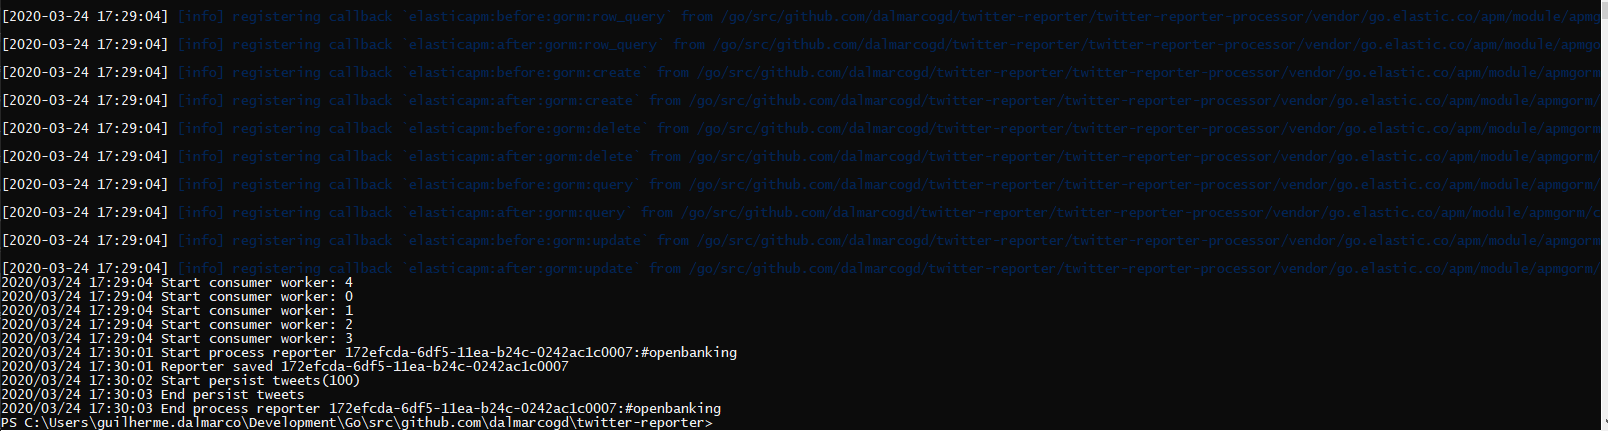 [2020-03-24 17:29:04] [info] registering callback `elasticapm:before:gorm:row_query` from /go/src/github.com/dalmarcogd/twitter-reporter/twitter-reporter-processor/vendor/go.elastic.co/apm/module/apmg
[2020-03-24 17:29:04] [info] registering callback `elasticapm:after:gorm:row_query` from /go/src/github.com/dalmarcogd/twitter-reporter/twitter-reporter-processor/vendor/go.elastic.co/apm/module/apmgo
[2020-03-24 17:29:04] [info] registering callback `elasticapm:before:gorm:create` from /go/src/github.com/dalmarcogd/twitter-reporter/twitter-reporter-processor/vendor/go.elastic.co/apm/module/apmgorm
[2020-03-24 17:29:04] [info] registering callback `elasticapm:after:gorm:create` from /go/src/github.com/dalmarcogd/twitter-reporter/twitter-reporter-processor/vendor/go.elastic.co/apm/module/apmgorm/
[2020-03-24 17:29:04] [info] registering callback `elasticapm:before:gorm:delete` from /go/src/github.com/dalmarcogd/twitter-reporter/twitter-reporter-processor/vendor/go.elastic.co/apm/module/apmgorm
[2020-03-24 17:29:04] [info] registering callback `elasticapm:after:gorm:delete` from /go/src/github.com/dalmarcogd/twitter-reporter/twitter-reporter-processor/vendor/go.elastic.co/apm/module/apmgorm/
[2020-03-24 17:29:04] [info] registering callback `elasticapm:before:gorm:query` from /go/src/github.com/dalmarcogd/twitter-reporter/twitter-reporter-processor/vendor/go.elastic.co/apm/module/apmgorm/
[2020-03-24 17:29:04] [info] registering callback `elasticapm:after:gorm:query` from /go/src/github.com/dalmarcogd/twitter-reporter/twitter-reporter-processor/vendor/go.elastic.co/apm/module/apmgorm/c
[2020-03-24 17:29:04] [info] registering callback `elasticapm:before:gorm:update` from /go/src/github.com/dalmarcogd/twitter-reporter/twitter-reporter-processor/vendor/go.elastic.co/apm/module/apmgorm
[2020-03-24 17:29:04] [info] registering callback `elasticapm:after:gorm:update` from /go/src/github.com/dalmarcogd/twitter-reporter/twitter-reporter-processor/vendor/go.elastic.co/apm/module/apmgorm/
2020/03/24 17:29:04 Start consumer worker: 4
2020/03/24 17:29:04 Start consumer worker: 0
2020/03/24 17:29:04 Start consumer worker: 1
2020/03/24 17:29:04 Start consumer worker: 2
2020/03/24 17:29:04 Start consumer worker: 3
2020/03/24 17:30:01 Start process reporter 172efcda-6df5-11ea-b24c-0242ac1c0007:#openbanking
2020/03/24 17:30:01 Reporter saved 172efcda-6df5-11ea-b24c-0242ac1c0007
2020/03/24 17:30:02 Start persist tweets(100)
2020/03/24 17:30:03 End persist tweets
2020/03/24 17:30:03 End process reporter 172efcda-6df5-11ea-b24c-0242ac1c0007:#openbanking
PS C:\Users\guilherme.dalmarco\Development\Go\src\github.com\dalmarcogd\twitter-reporter>